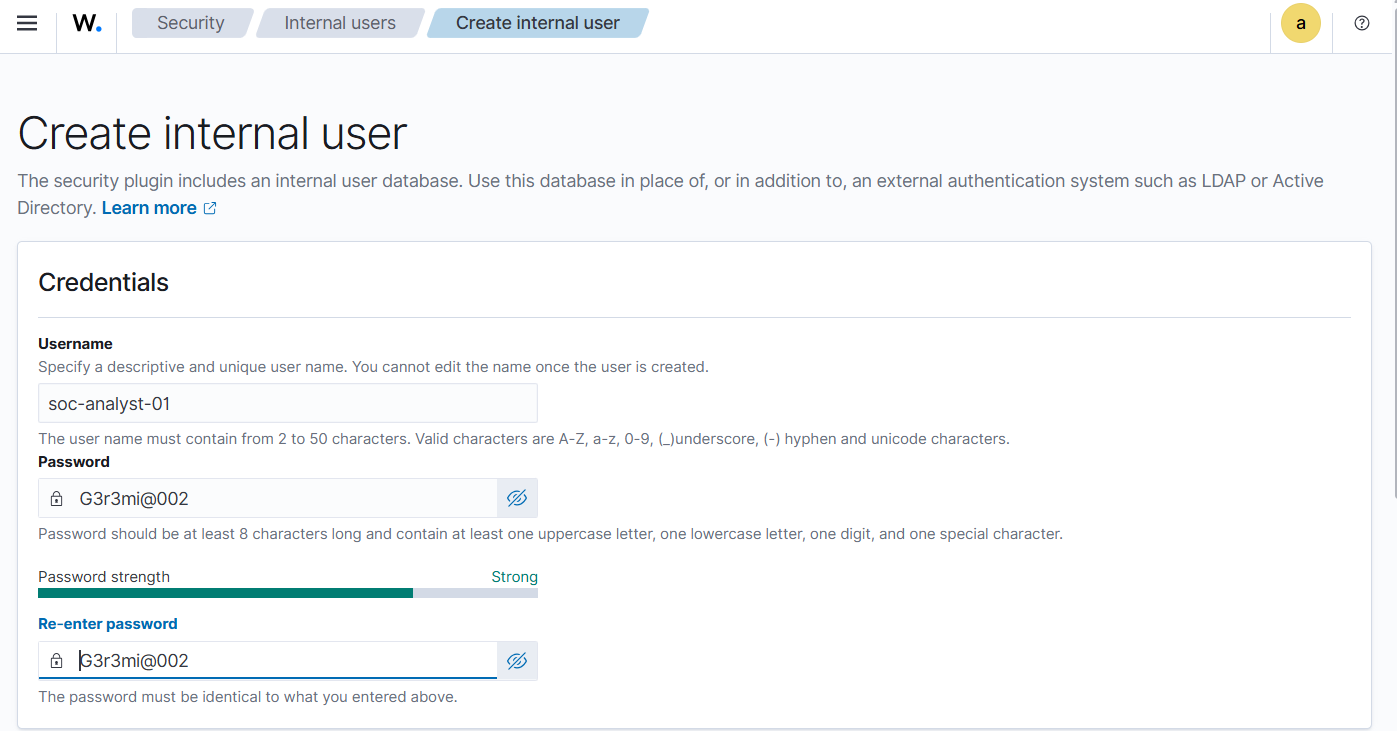 W.
Security
Internal users
Create internal user
a
Create internal user
The security plugin includes an internal user database. Use this database in place of, or in addition to, an external authentication system such as LDAP or Active
Directory. Learn more
Credentials
Username
Specify a descriptive and unique user name. You cannot edit the name once the user is created.
soc-analyst-01
The user name must contain from 2 to 50 characters. Valid characters are A-Z, a-z, 0-9, (_)underscore, (-) hyphen and unicode characters.
Password
G3r3mi@002
Password should be at least 8 characters long and contain at least one uppercase letter, one lowercase letter, one digit, and one special character.
Password strength
Strong
Re-enter password
G3r3mi@002
The password must be identical to what you entered above.